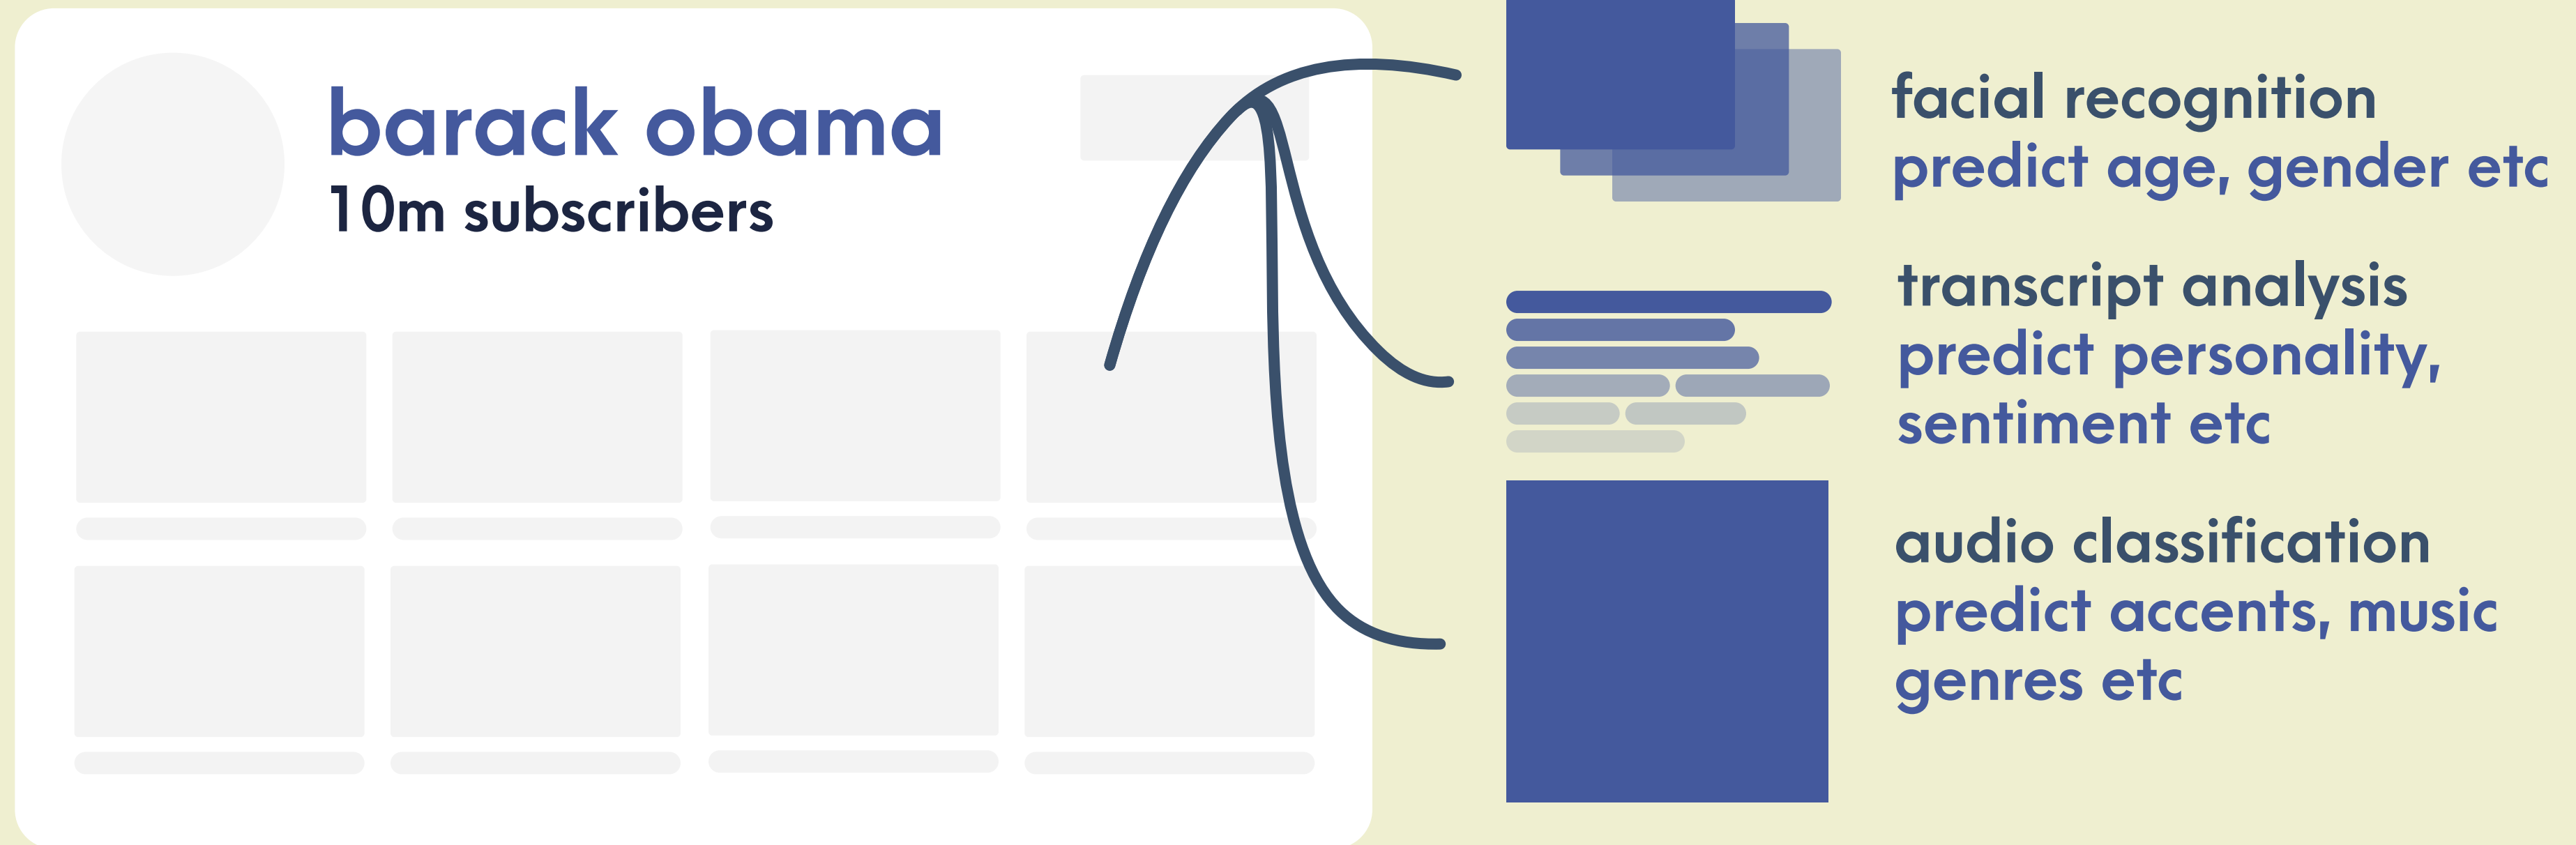 barack obama
10m subscribers
facial recognition
predict age, gender etc
transcript analysis
predict personality,
sentiment etc
audio classification
predict accents, music
genres etc